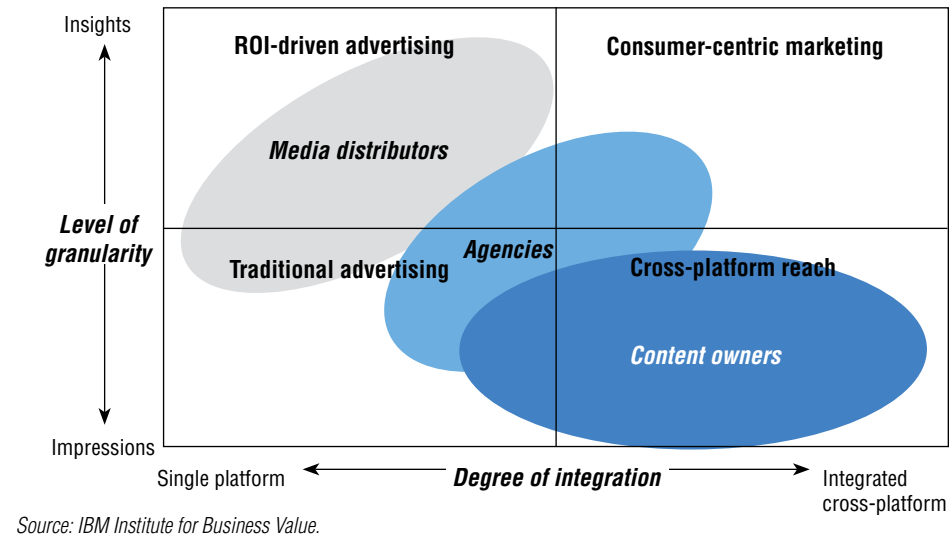 Insights
ROI-driven advertising
Consumer-centric marketing
Media distributors
Level of
granularity
Agencies
Traditional advertising
Cross-platform reach
Content owners
Impressions
Single platform
Degree of integration
Integrated
cross-platform
Source: IBM Institute for Business Value.